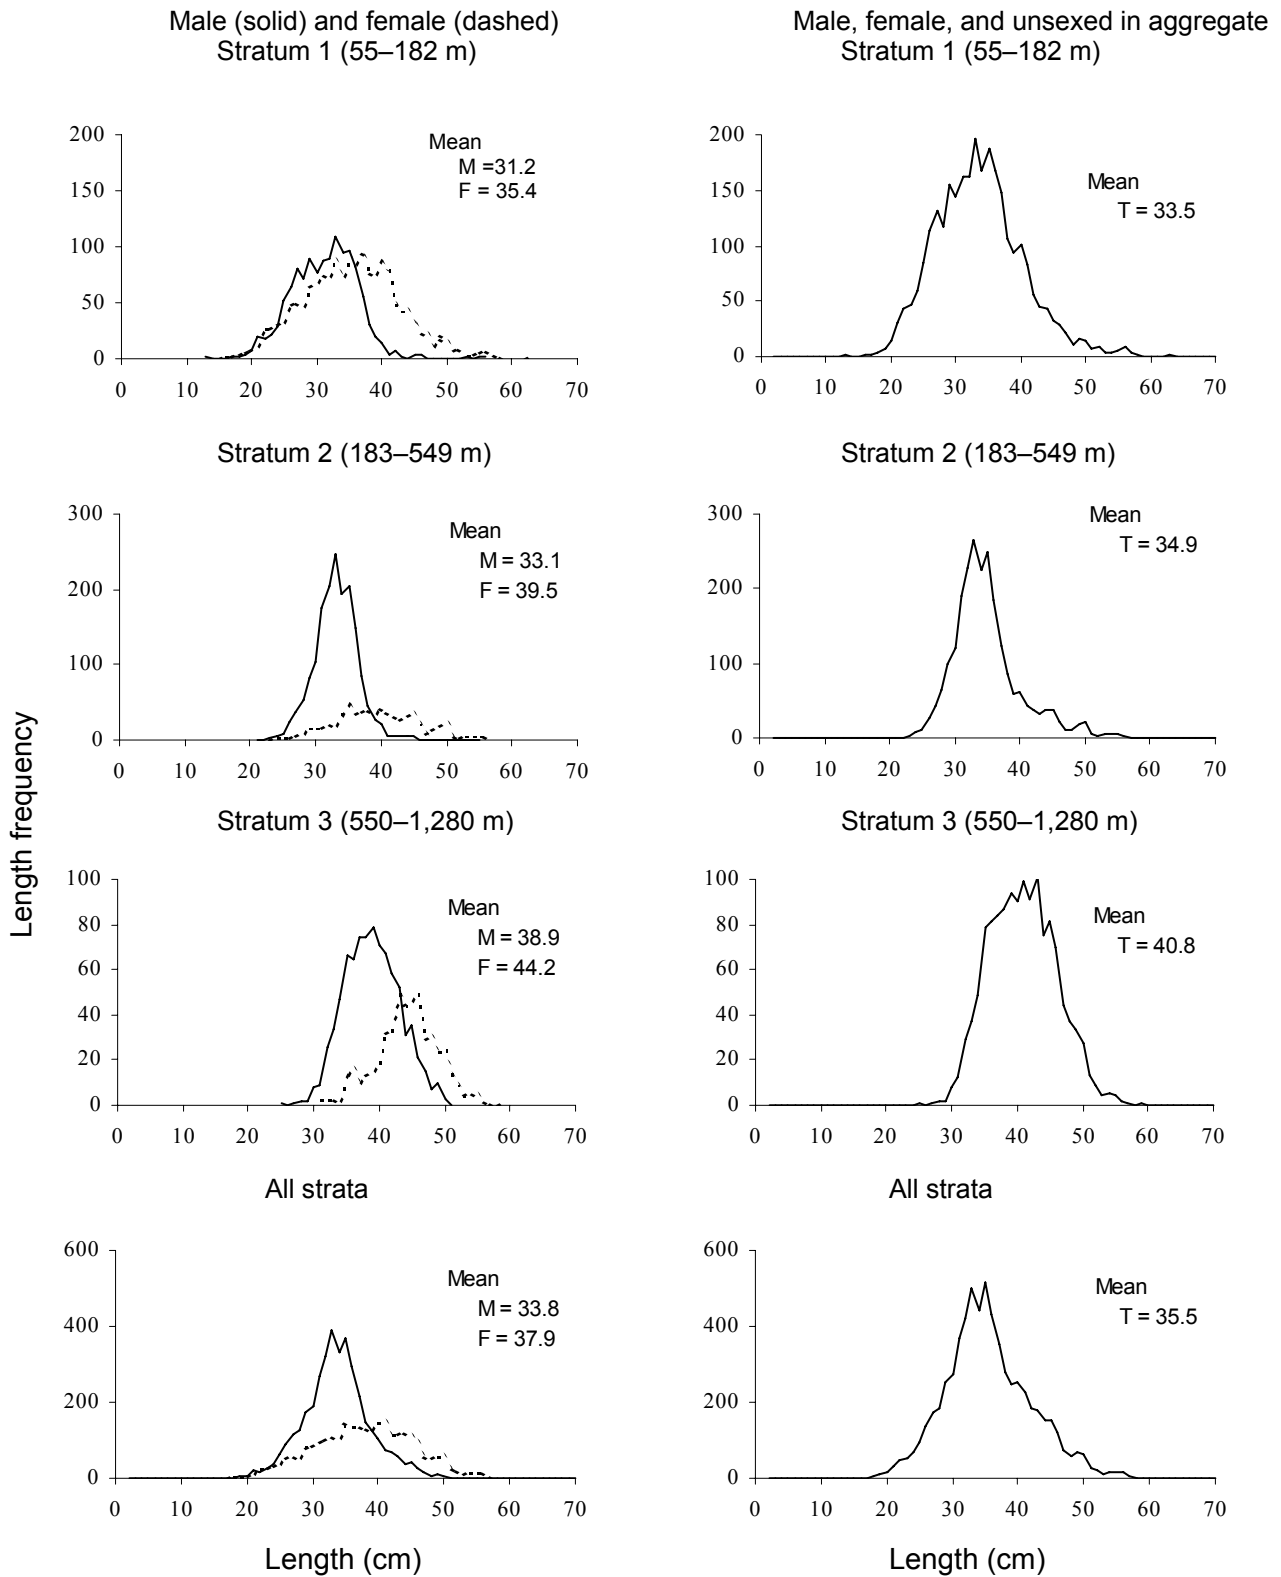 Male (solid) and female (dashed)
Stratum 1 (55–182 m)
Male, female, and unsexed in aggregate
Stratum 1 (55–182 m)
200
150
100
50
0
0 10 20 30 40 50 60 70
Mean
M =31.2
F = 35.4
200
150
100
50
0
0 10 20 30 40 50 60 70
Mean
T = 33.5
Stratum 2 (183–549 m)
Stratum 2 (183–549 m)
300
200
100
0
0 10 20 30 40 50 60 70
Mean
M = 33.1
F = 39.5
300
200
100
0
0 10 20 30 40 50 60 70
Mean
T = 34.9
Length frequency
Stratum 3 (550–1,280 m)
Stratum 3 (550–1,280 m)
100
80
60
40
20
0
0 10 20 30 40 50 60 70
Mean
M = 38.9
F = 44.2
100
80
60
40
20
0
0 10 20 30 40 50 60 70
Mean
T = 40.8
All strata
All strata
600
400
200
0
0 10 20 30 40 50 60 70
Mean
M = 33.8
F = 37.9
600
400
200
0
0 10 20 30 40 50 60 70
Mean
T = 35.5
Length (cm)
Length (cm)